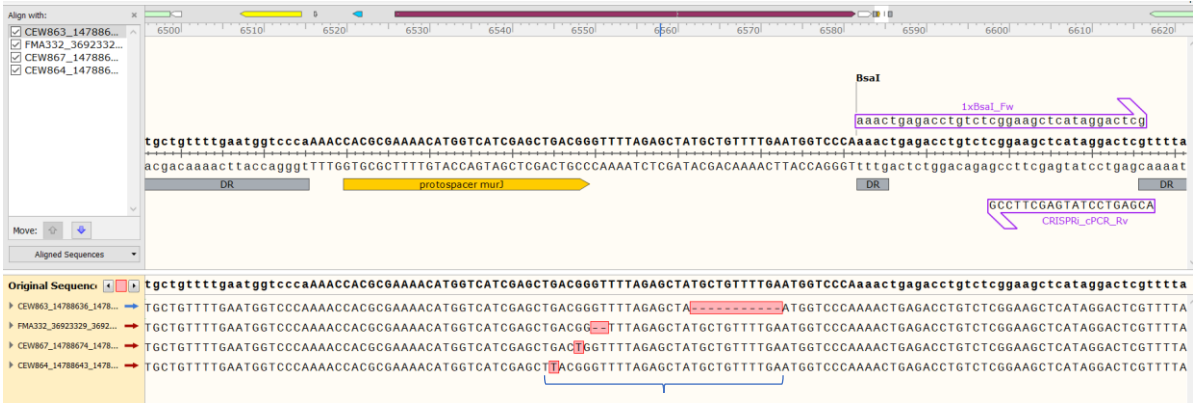 Align with:
×
CEW863_147886...
FMA332_3692332...
CEW867_147886...
CEW864_147886...
Move:
Aligned Sequences
6500 6510 6520 6530 6540 6550 6560 6570 6580 6590 6600 6610 6620
BsaI
1xBsaI_Fw
aaactgagacctgtctcggaagctcataggactcg
tgctgttttgaatggtcccaAAACCACGCGAAAACATGGTCATCGAGCTGACGGGTTTTAGAGCTATGCTGTTTTGAATGGTCCCAaaactgagacctgtctcggaagctcataggactcgtttta
acgacaaaacttaccagggtTTTGGTGCGCTTTTGTACCAGTAGCTCGACTGCCCAAAATCTCGATACGACAAAACTTACCAGGGTtttgactctggacagagccttcgagtatcctgagcaaaat
DR protospacer murJ DR DR
GCCTTCGAGTATCCTGAGCA
CRISPRi_cPCR_Rv
Original Sequenc tgctgttttgaatggtcccaAAACCACGCGAAAACATGGTCATCGAGCTGACGGGTTTTAGAGCTATGCTGTTTTGAATGGTCCCAaaactgagacctgtctcggaagctcataggactcgtttta
CEW863_14788636_1478... TGCTGTTTTGAATGGTCCCAAAACCACGCGAAAACATGGTCATCGAGCTGACGGGTTTTAGAGCTA-----------ATGGTCCCAAAACTGAGACCTGTCTCGGAAGCTCATAGGACTCGTTTTA
FMA332_36923329_3692... TGCTGTTTTGAATGGTCCCAAAACCACGCGAAAACATGGTCATCGAGCTGACGG--TTTAGAGCTATGCTGTTTTGAATGGTCCCAAAACTGAGACCTGTCTCGGAAGCTCATAGGACTCGTTTTA
CEW867_14788674_1478... TGCTGTTTTGAATGGTCCCAAAACCACGCGAAAACATGGTCATCGAGCTGACTGGTTTTAGAGCTATGCTGTTTTGAATGGTCCCAAAACTGAGACCTGTCTCGGAAGCTCATAGGACTCGTTTTA
CEW864_14788643_1478... TGCTGTTTTGAATGGTCCCAAAACCACGCGAAAACATGGTCATCGAGCTTACGGGTTTTAGAGCTATGCTGTTTTGAATGGTCCCAAAACTGAGACCTGTCTCGGAAGCTCATAGGACTCGTTTTA